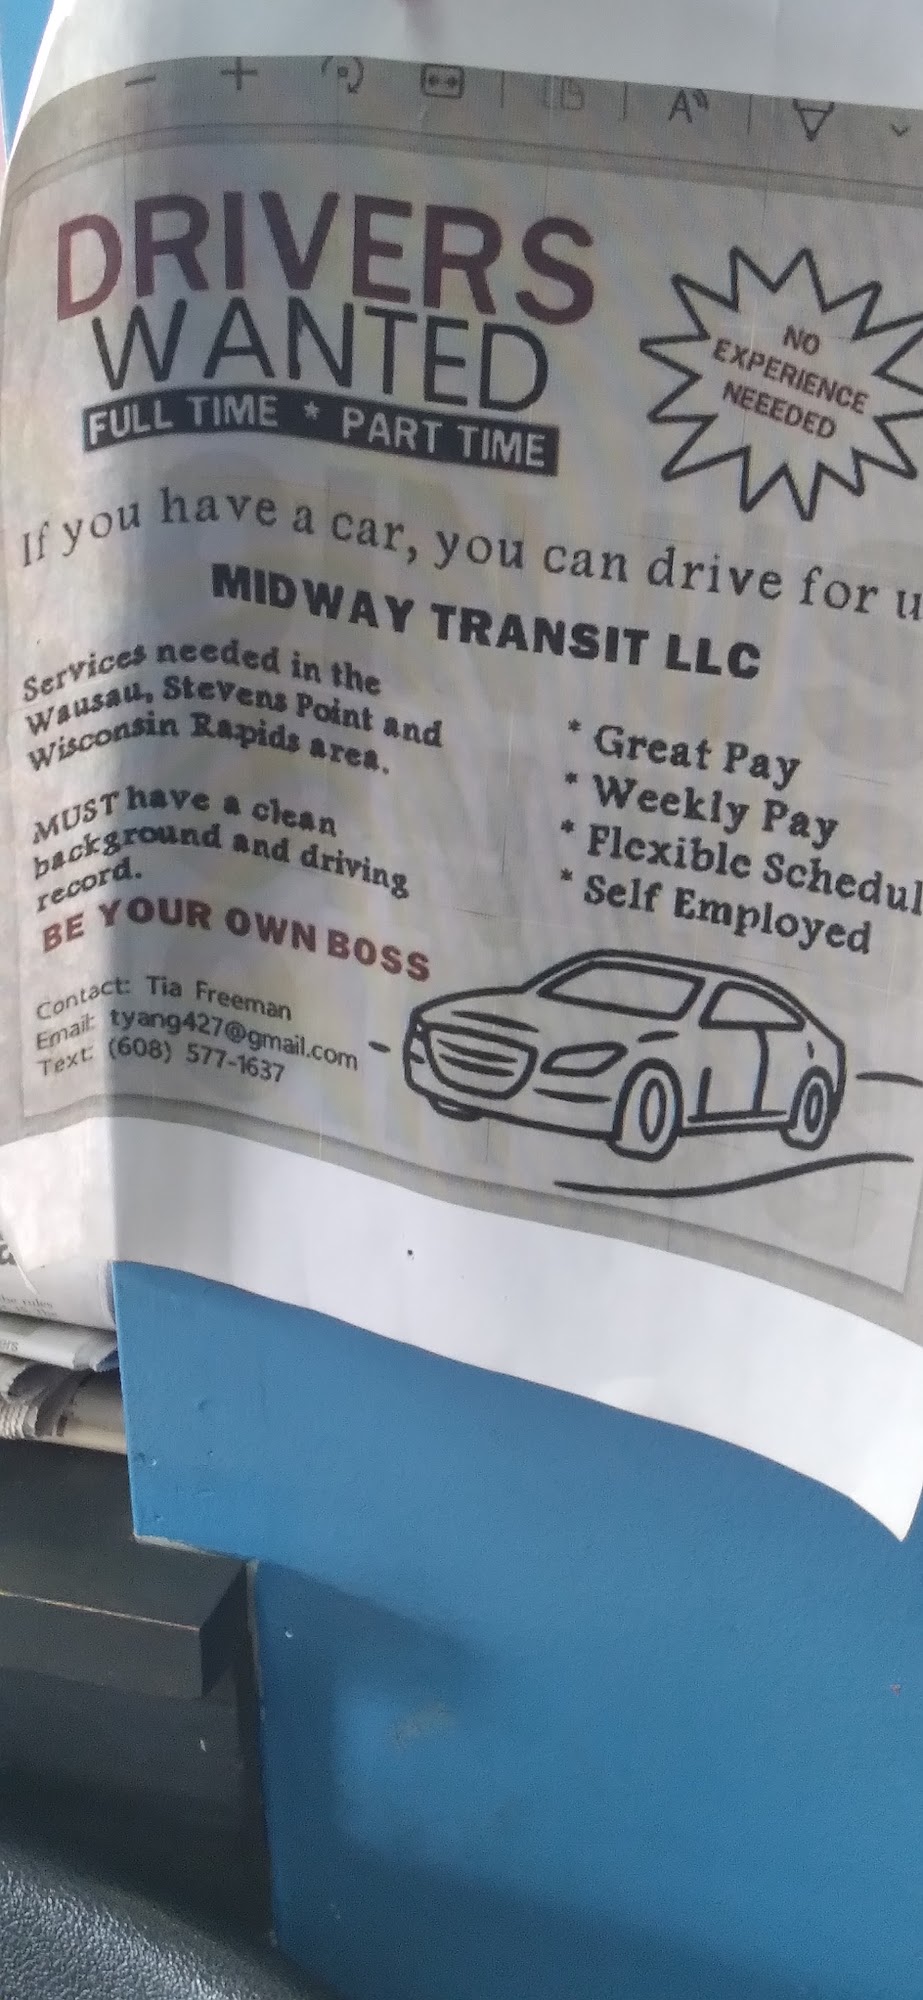 DRIVERS
WANTED
FULL TIME * PART TIME
NO
EXPERIENCE
NEEEDED
If you have a car, you can drive for u
MIDWAY TRANSIT LLC
Services needed in the
Wausau, Stevens Point and
Wisconsin Rapids area.
MUST have a clean
background and driving
record.
BE YOUR OWN BOSS
* Great Pay
* Weekly Pay
* Flexible Schedul
* Self Employed
Contact: Tia Freeman
Email: tyang427@gmail.com
Text: (608) 577-1637